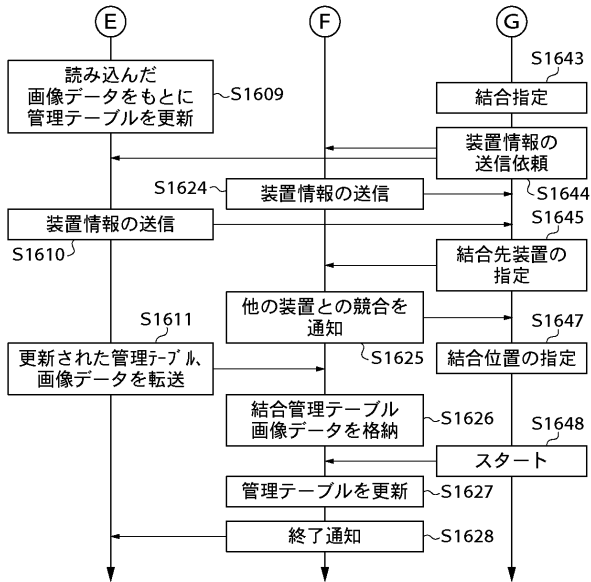 E
F
G
S1643
読み込んだ
画像データをもとに
管理テーブルを更新
S1609
結合指定
装置情報の
送信依頼
S1644
S1624
装置情報の送信
装置情報の送信
S1610
S1645
結合先装置の
指定
他の装置との競合を
通知
S1625
S1611
更新された管理ﾃｰﾌﾞﾙ、
画像データを転送
S1647
結合位置の指定
結合管理テーブル
画像データを格納
S1626
S1648
スタート
管理テーブルを更新
S1627
終了通知
S1628